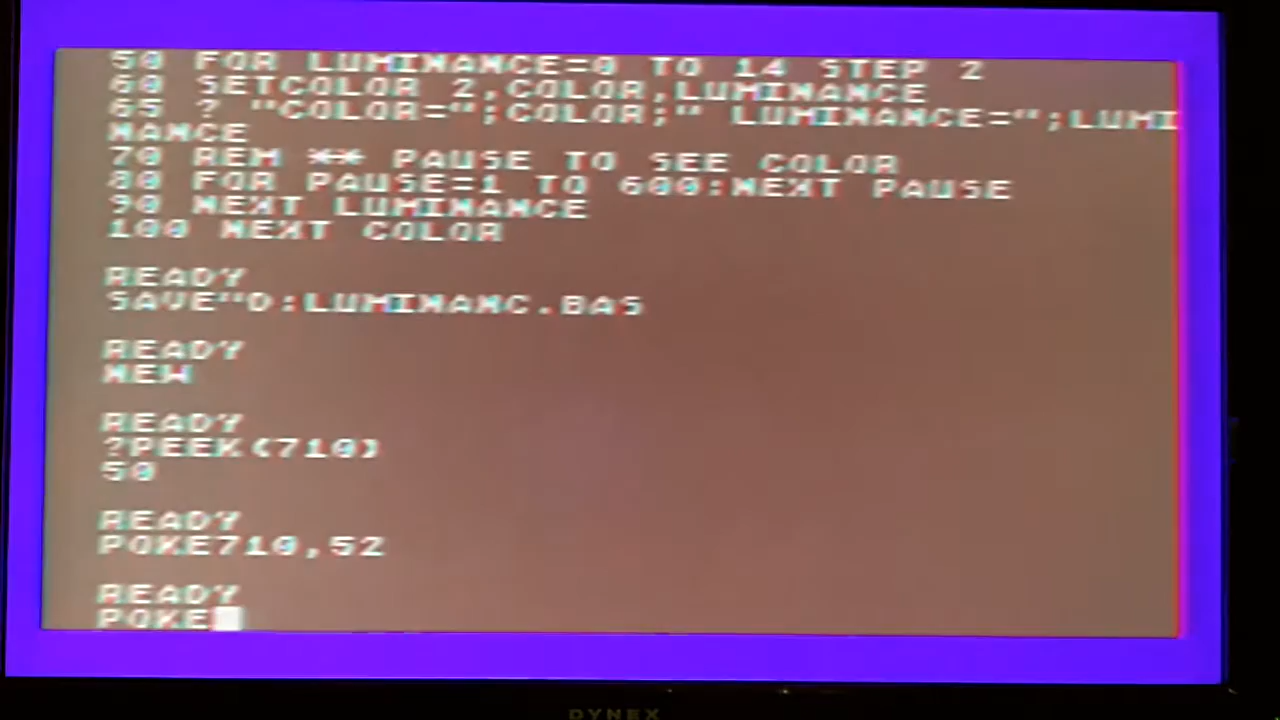 50 FOR LUMINANCE=0 TO 14 STEP 2
60 SETCOLOR 2,COLOR,LUMINANCE
65 ? "COLOR=";COLOR;" LUMINANCE=";LUMI
NANCE
70 REM ** PAUSE TO SEE COLOR
80 FOR PAUSE=1 TO 600:NEXT PAUSE
90 NEXT LUMINANCE
100 NEXT COLOR
READY
SAVE"D:LUMINANC.BAS
READY
NEW
READY
?PEEK(710)
50
READY
POKE710,52
READY
POKE
DYNEX